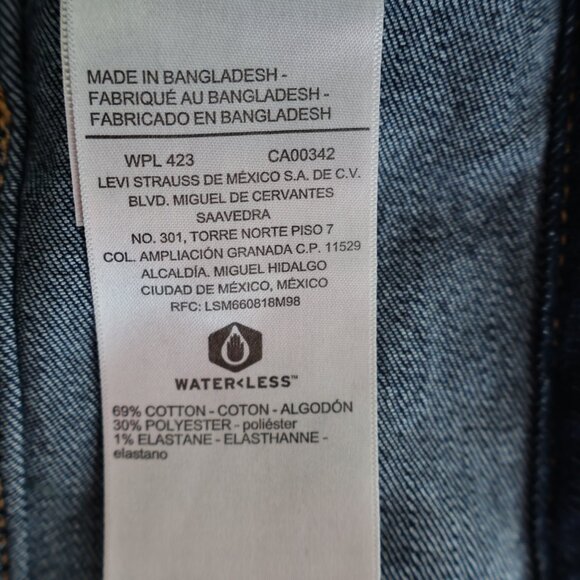 MADE IN BANGLADESH -
FABRIQUÉ AU BANGLADESH -
FABRICADO EN BANGLADESH
WPL 423 CA00342
LEVI STRAUSS DE MÉXICO S.A. DE C.V.
BLVD. MIGUEL DE CERVANTES
SAAVEDRA
NO. 301, TORRE NORTE PISO 7
COL. AMPLIACIÓN GRANADA C.P. 11529
ALCALDÍA. MIGUEL HIDALGO
CIUDAD DE MÉXICO, MÉXICO
RFC: LSM660818M98
WATER<LESS™
69% COTTON - COTON - ALGODÓN
30% POLYESTER - poliéster
1% ELASTANE - ELASTHANNE -
elastano